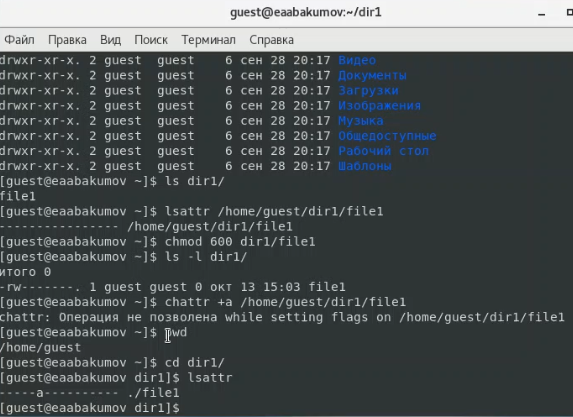 guest@eaabakumov:~/dir1
Файл Правка Вид Поиск Терминал Справка
drwxr-xr-x. 2 guest guest 6 сен 28 20:17 Видео
drwxr-xr-x. 2 guest guest 6 сен 28 20:17 Документы
drwxr-xr-x. 2 guest guest 6 сен 28 20:17 Загрузки
drwxr-xr-x. 2 guest guest 6 сен 28 20:17 Изображения
drwxr-xr-x. 2 guest guest 6 сен 28 20:17 Музыка
drwxr-xr-x. 2 guest guest 6 сен 28 20:17 Общедоступные
drwxr-xr-x. 2 guest guest 6 сен 28 20:17 Рабочий стол
drwxr-xr-x. 2 guest guest 6 сен 28 20:17 Шаблоны
[guest@eaabakumov ~]$ ls dir1/
file1
[guest@eaabakumov ~]$ lsattr /home/guest/dir1/file1
---------------- /home/guest/dir1/file1
[guest@eaabakumov ~]$ chmod 600 dir1/file1
[guest@eaabakumov ~]$ ls -l dir1/
итого 0
-rw-------. 1 guest guest 0 окт 13 15:03 file1
[guest@eaabakumov ~]$ chattr +a /home/guest/dir1/file1
chattr: Операция не позволена while setting flags on /home/guest/dir1/file1
[guest@eaabakumov ~]$ pwd
/home/guest
[guest@eaabakumov ~]$ cd dir1/
[guest@eaabakumov dir1]$ lsattr
-----a---------- ./file1
[guest@eaabakumov dir1]$